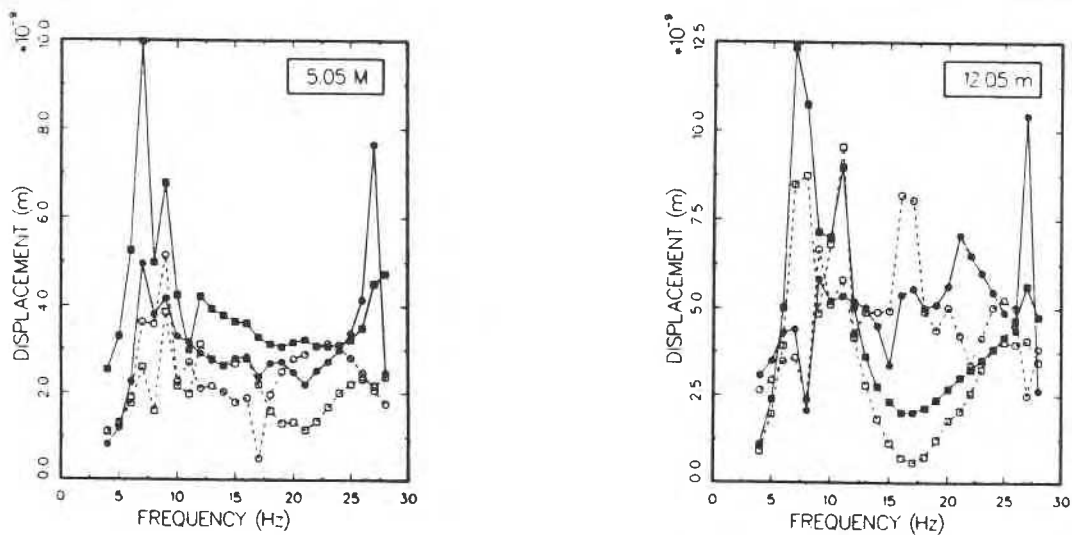 *10⁻⁹
10.0
8.0
6.0
4.0
2.0
0.0
DISPLACEMENT (m)
5.05 M
0 5 10 15 20 25 30
FREQUENCY (Hz)
*10⁻⁹
12.5
10.0
7.5
5.0
2.5
0.0
DISPLACEMENT (m)
12.05 m
0 5 10 15 20 25 30
FREQUENCY (Hz)